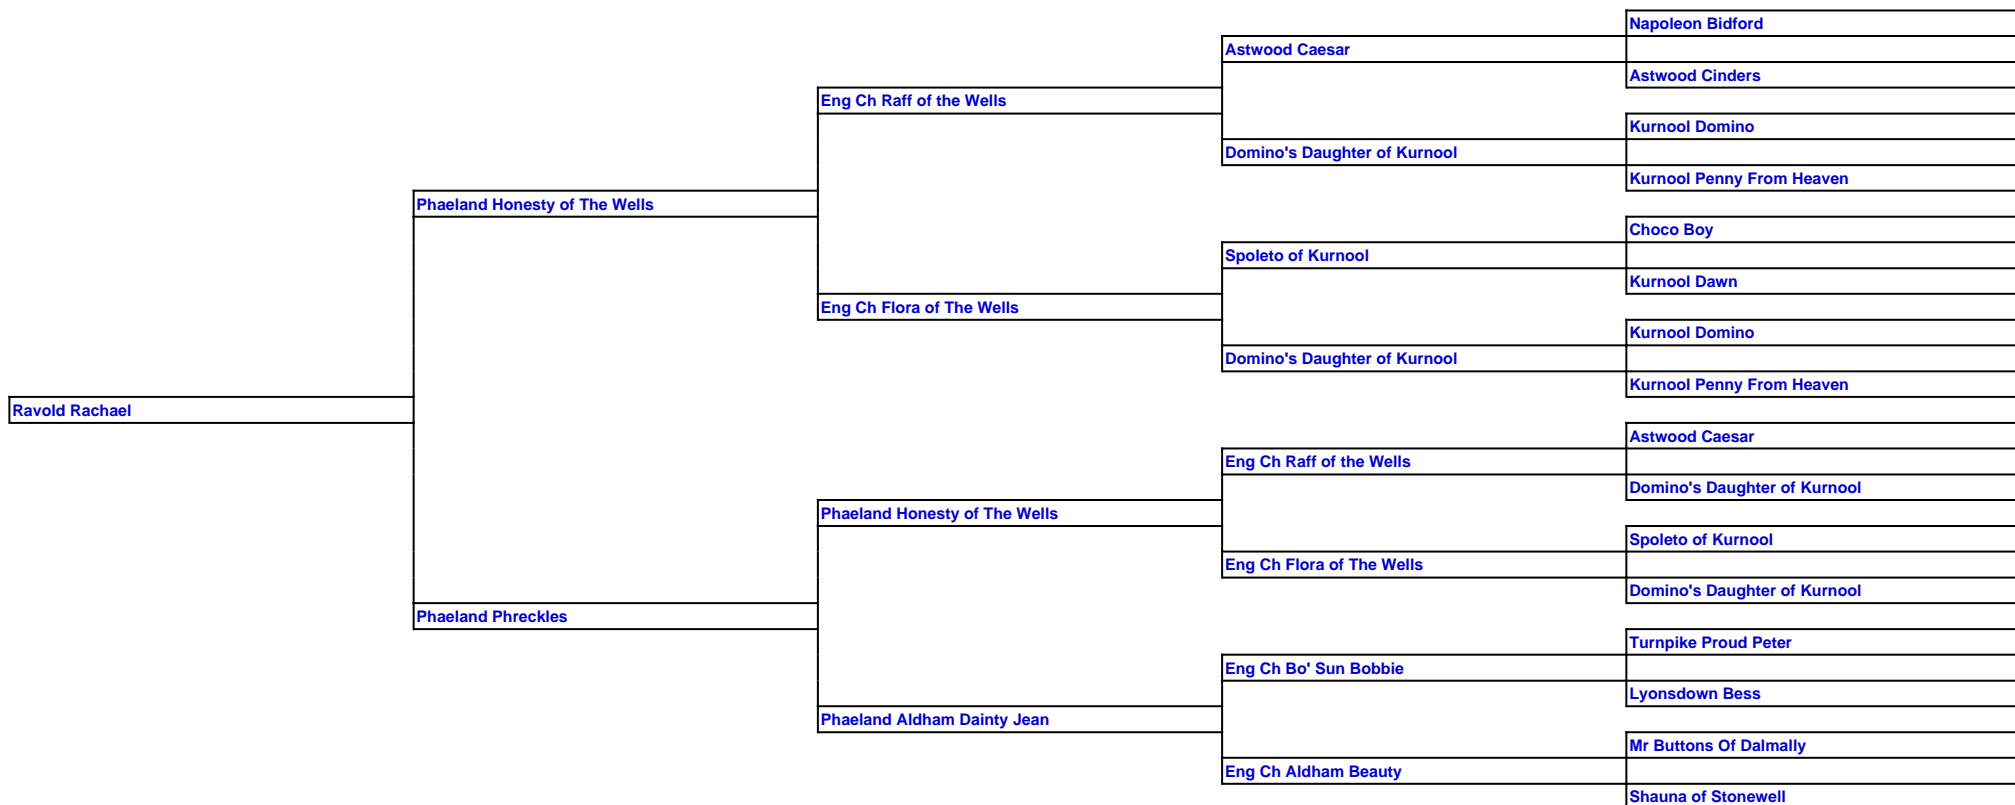 Napoleon Bidford
Astwood Caesar
Astwood Cinders
Eng Ch Raff of the Wells
Kurnool Domino
Domino's Daughter of Kurnool
Kurnool Penny From Heaven
Phaeland Honesty of The Wells
Choco Boy
Spoleto of Kurnool
Kurnool Dawn
Eng Ch Flora of The Wells
Kurnool Domino
Domino's Daughter of Kurnool
Kurnool Penny From Heaven
Ravold Rachael
Astwood Caesar
Eng Ch Raff of the Wells
Domino's Daughter of Kurnool
Phaeland Honesty of The Wells
Spoleto of Kurnool
Eng Ch Flora of The Wells
Domino's Daughter of Kurnool
Phaeland Phreckles
Turnpike Proud Peter
Eng Ch Bo' Sun Bobbie
Lyonsdown Bess
Phaeland Aldham Dainty Jean
Mr Buttons Of Dalmally
Eng Ch Aldham Beauty
Shauna of Stonewell